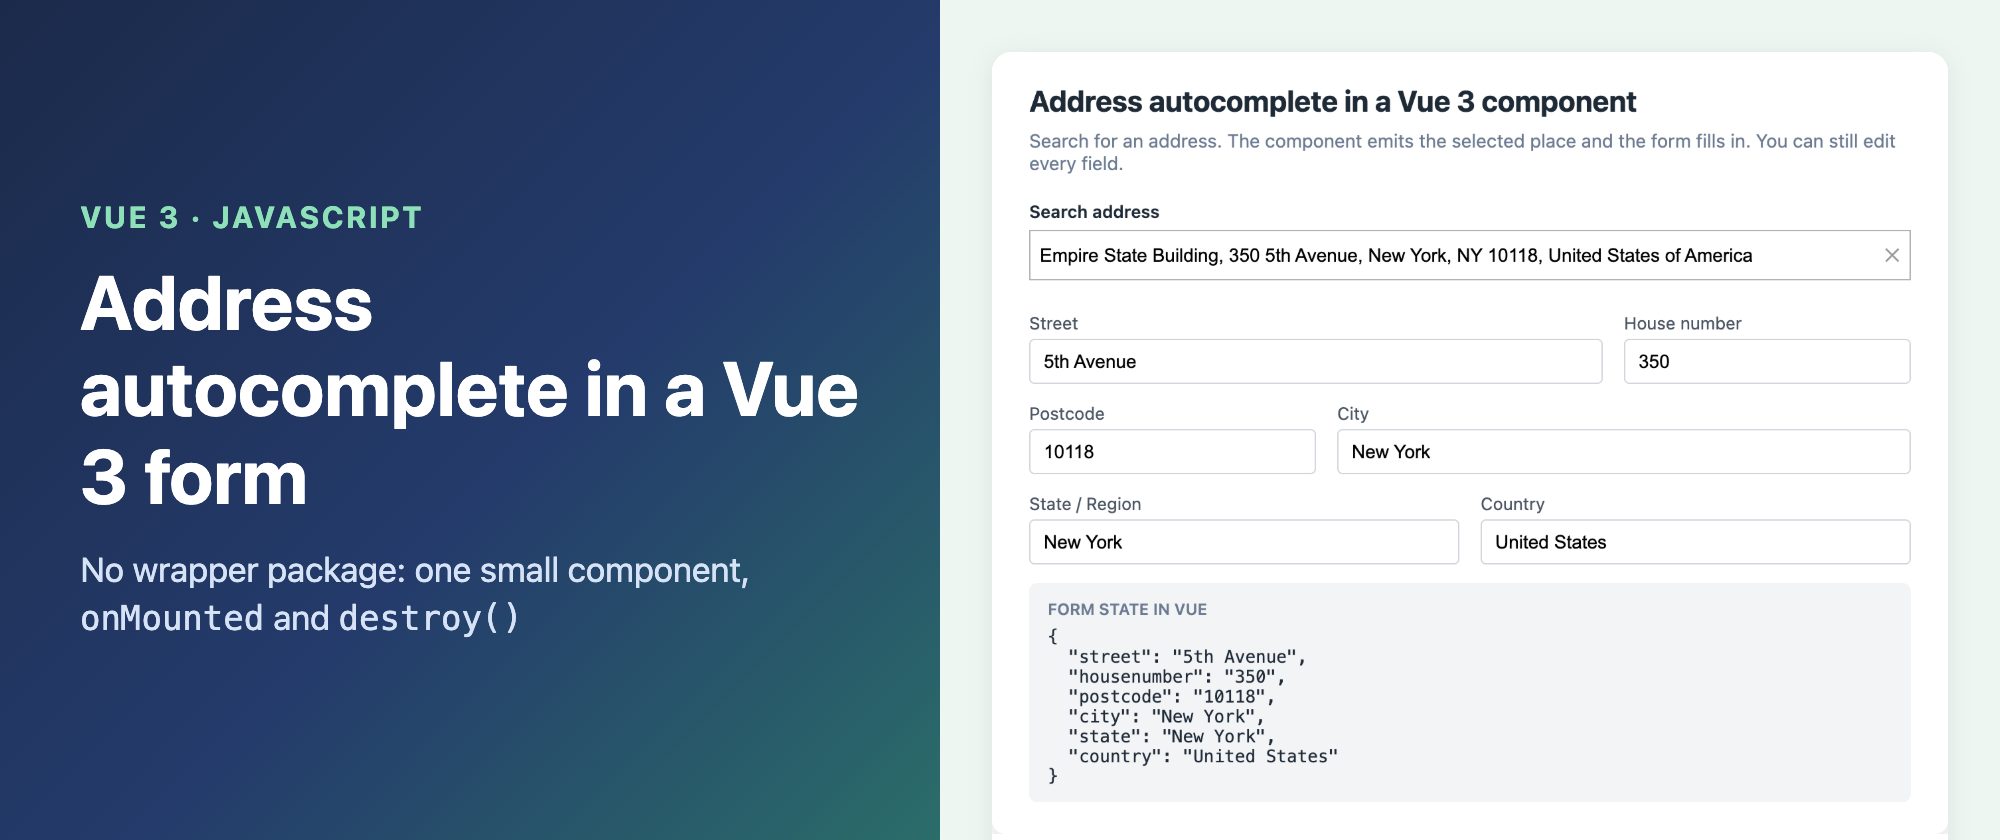 VUE 3 · JAVASCRIPT
Address
autocomplete in a Vue
3 form
No wrapper package: one small component,
onMounted and destroy()
Address autocomplete in a Vue 3 component
Search for an address. The component emits the selected place and the form fills in. You can still edit
every field.
Search address
Empire State Building, 350 5th Avenue, New York, NY 10118, United States of America
Street
House number
5th Avenue
350
Postcode
City
10118
New York
State / Region
Country
New York
United States
FORM STATE IN VUE
{
  "street": "5th Avenue",
  "housenumber": "350",
  "postcode": "10118",
  "city": "New York",
  "state": "New York",
  "country": "United States"
}